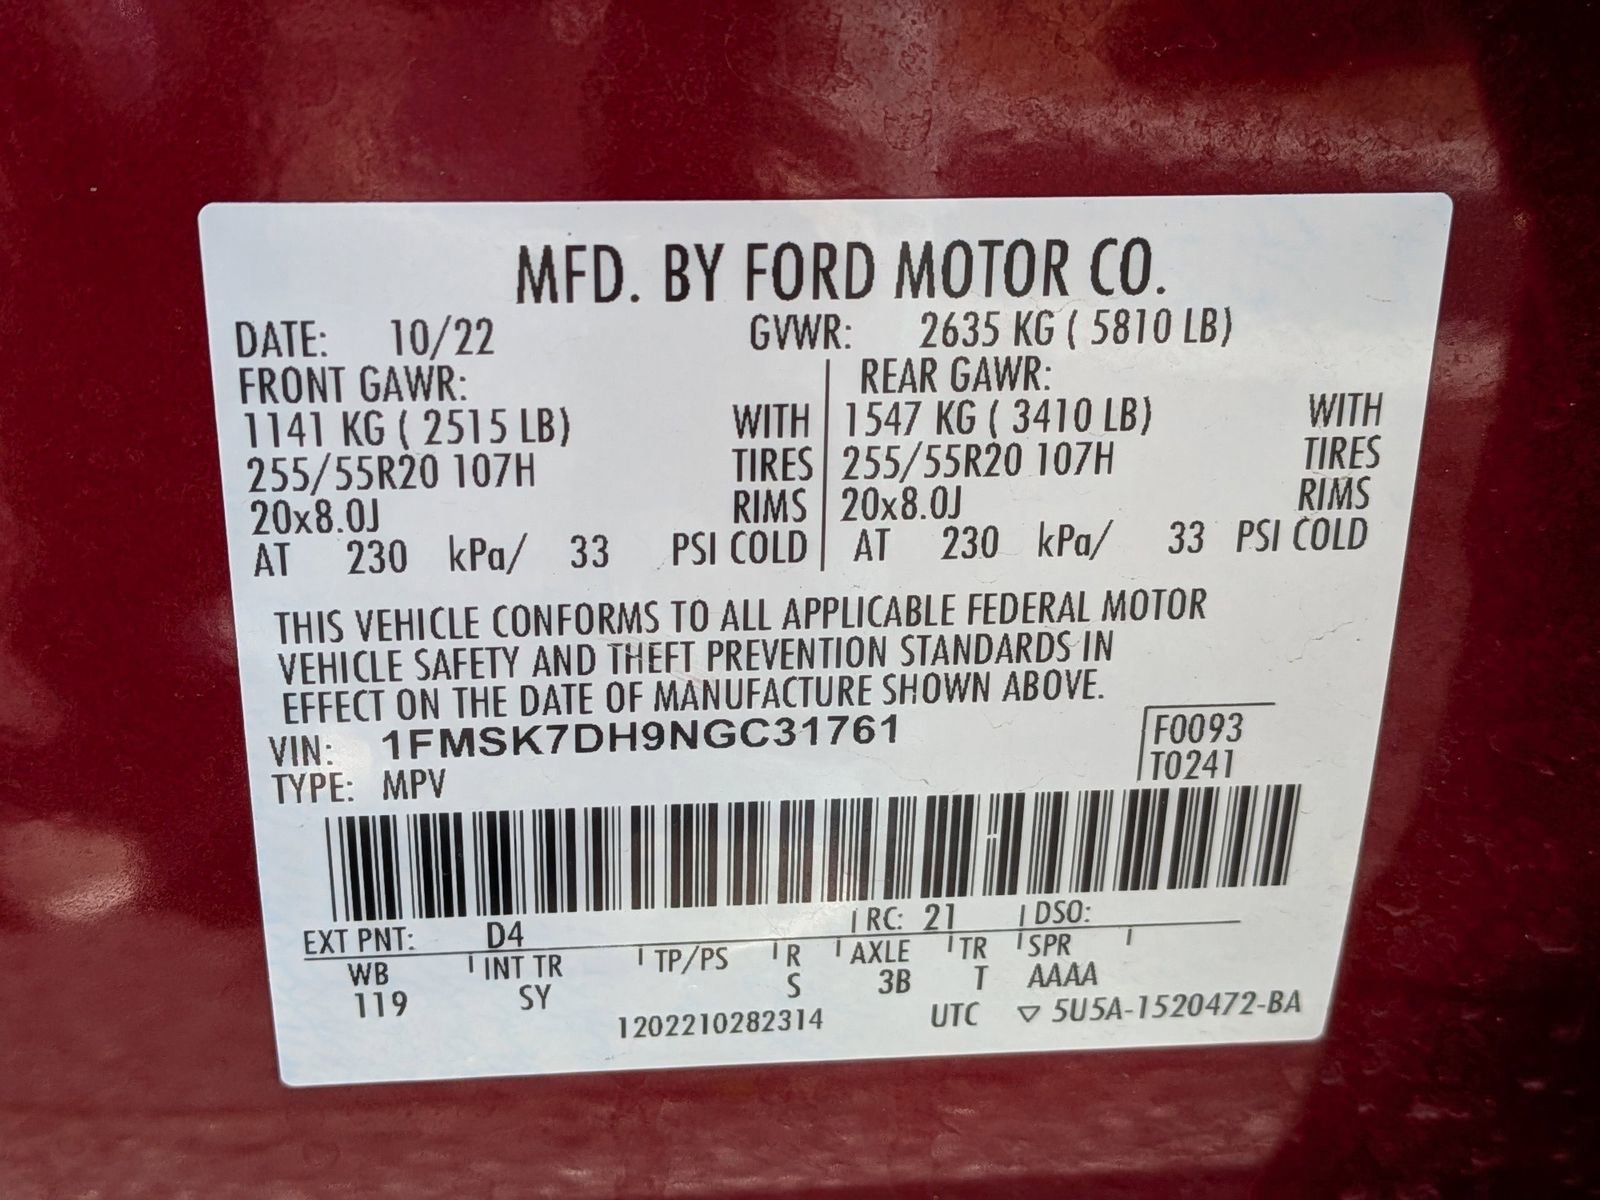 MFD. BY FORD MOTOR CO.
DATE: 10/22 GVWR: 2635 KG ( 5810 LB)
FRONT GAWR: REAR GAWR:
1141 KG ( 2515 LB) WITH 1547 KG ( 3410 LB) WITH
255/55R20 107H TIRES 255/55R20 107H TIRES
20x8.0J RIMS 20x8.0J RIMS
AT 230 kPa/ 33 PSI COLD AT 230 kPa/ 33 PSI COLD
THIS VEHICLE CONFORMS TO ALL APPLICABLE FEDERAL MOTOR
VEHICLE SAFETY AND THEFT PREVENTION STANDARDS IN
EFFECT ON THE DATE OF MANUFACTURE SHOWN ABOVE.
VIN: 1FMSK7DH9NGC31761 F0093
TYPE: MPV T0241
EXT PNT: D4 RC: 21 DSO:
WB INT TR TP/PS R AXLE TR SPR
119 SY S 3B T AAAA
1202210282314 UTC ▽ 5U5A-1520472-BA